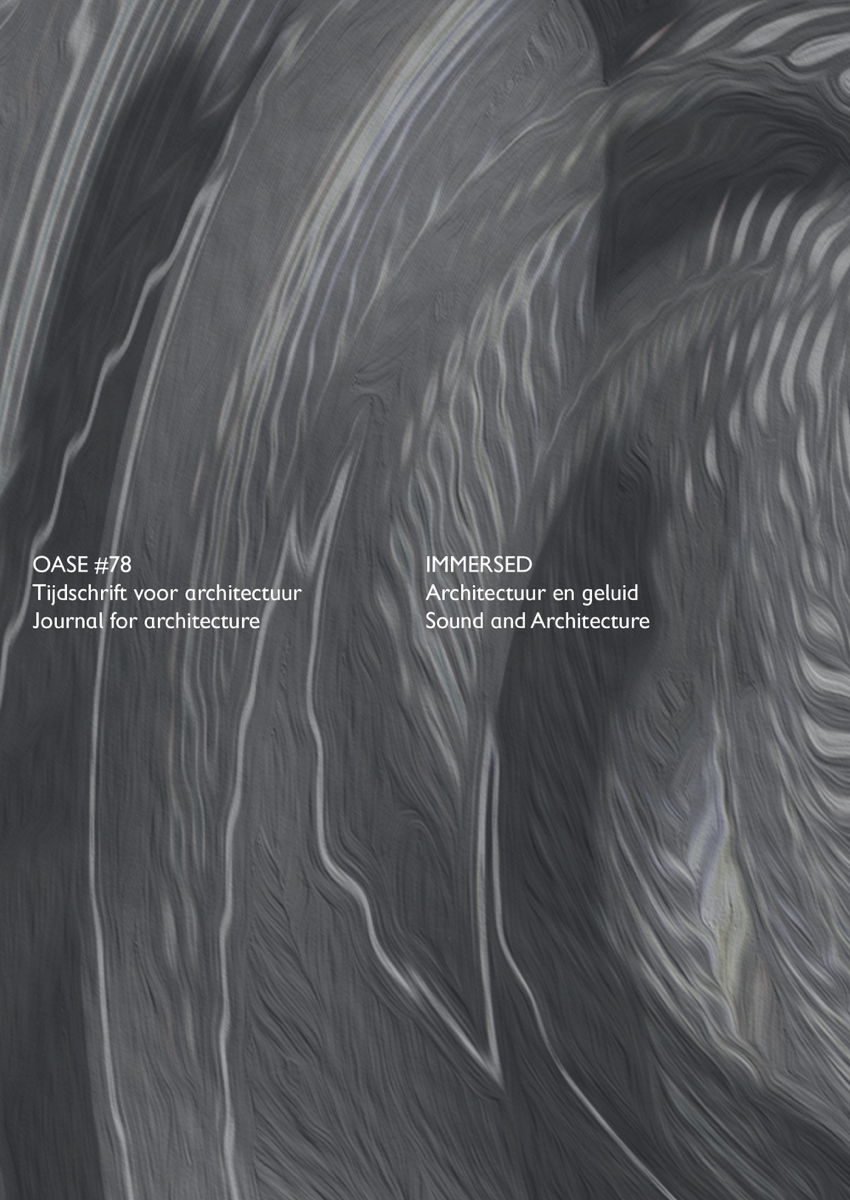 OASE #78
Tijdschrift voor architectuur
Journal for architecture
IMMERSED
Architectuur en geluid
Sound and Architecture